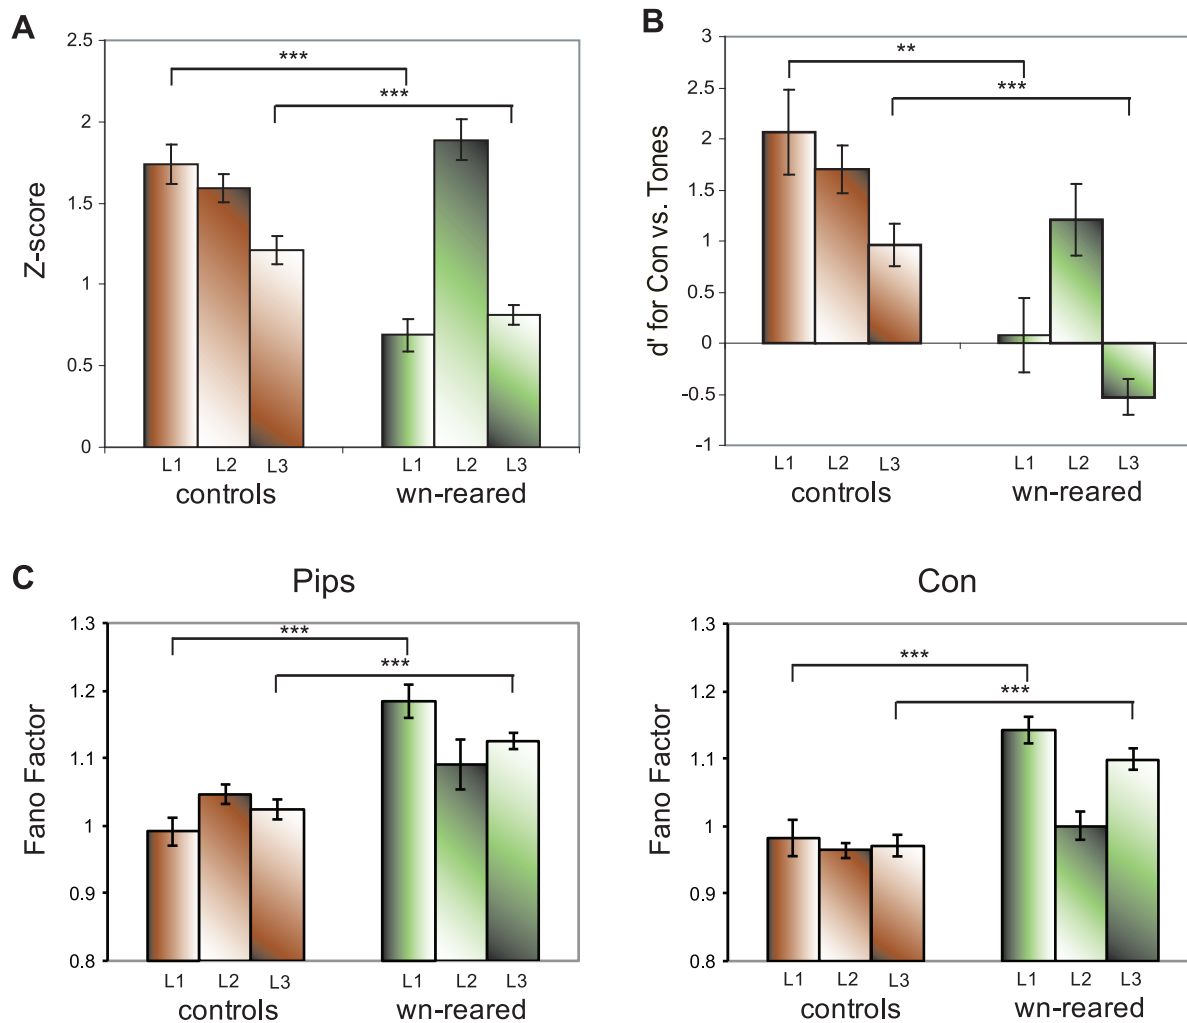 A
Z-score
2.5
2
1.5
1
0.5
0
***
***
L1 L2 L3 L1 L2 L3
controls wn-reared
B
d' for Con vs. Tones
3
2.5
2
1.5
1
0.5
0
-0.5
-1
**
***
L1 L2 L3 L1 L2 L3
controls wn-reared
C
Pips
Fano Factor
1.3
1.2
1.1
1
0.9
0.8
***
***
L1 L2 L3 L1 L2 L3
controls wn-reared
Con
Fano Factor
1.3
1.2
1.1
1
0.9
0.8
***
***
L1 L2 L3 L1 L2 L3
controls wn-reared